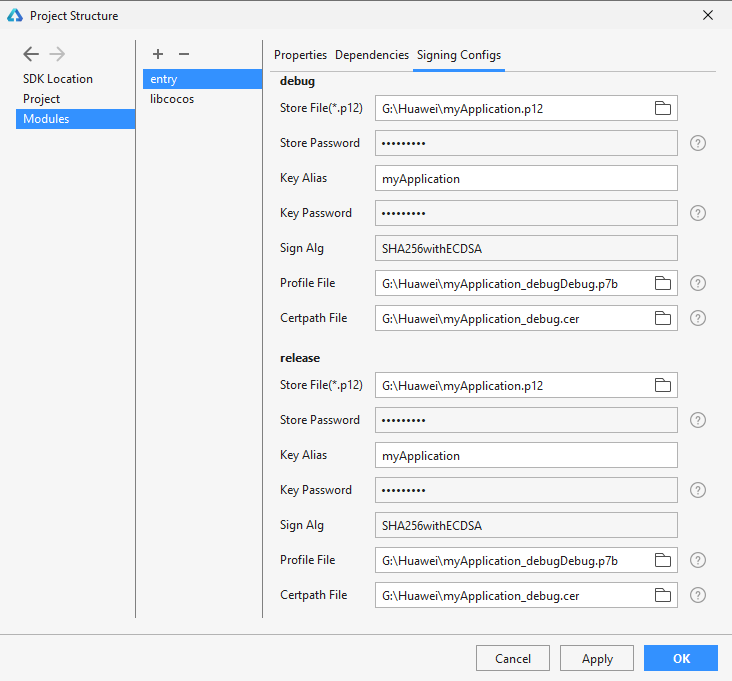 Project Structure
SDK Location
Project
Modules
entry
libcocos
Properties Dependencies Signing Configs
debug
Store File(*.p12) G:\Huawei\myApplication.p12
Store Password •••••••••
Key Alias myApplication
Key Password •••••••••
Sign Alg SHA256withECDSA
Profile File G:\Huawei\myApplication_debugDebug.p7b
Certpath File G:\Huawei\myApplication_debug.cer
release
Store File(*.p12) G:\Huawei\myApplication.p12
Store Password •••••••••
Key Alias myApplication
Key Password •••••••••
Sign Alg SHA256withECDSA
Profile File G:\Huawei\myApplication_debugDebug.p7b
Certpath File G:\Huawei\myApplication_debug.cer
Cancel Apply OK